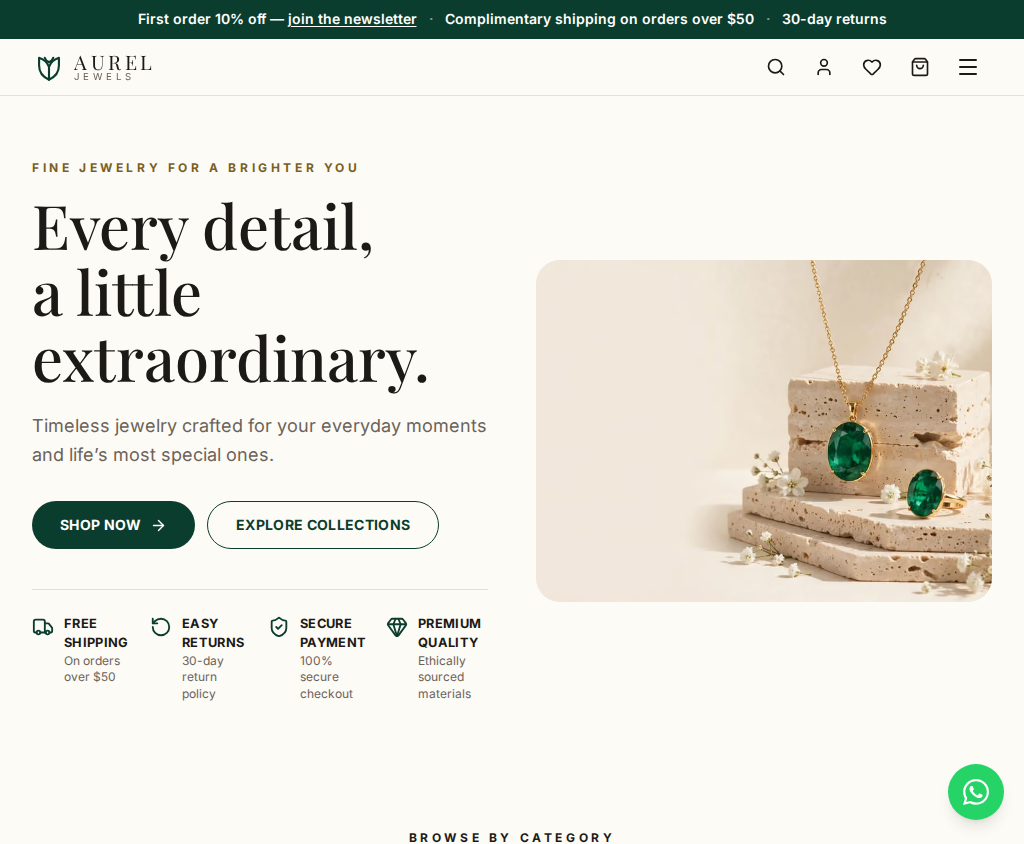 First order 10% off — join the newsletter · Complimentary shipping on orders over $50 · 30-day returns
AUREL
JEWELS
FINE JEWELRY FOR A BRIGHTER YOU
Every detail,
a little
extraordinary.
Timeless jewelry crafted for your everyday moments
and life’s most special ones.
SHOP NOW
EXPLORE COLLECTIONS
FREE
SHIPPING
On orders
over $50
EASY
RETURNS
30-day
return
policy
SECURE
PAYMENT
100%
secure
checkout
PREMIUM
QUALITY
Ethically
sourced
materials
BROWSE BY CATEGORY